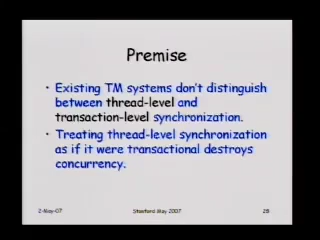 Premise
• Existing TM systems don't distinguish
between thread-level and
transaction-level synchronization.
• Treating thread-level synchronization
as if it were transactional destroys
concurrency.
2-May-07 Stanford May 2007 28